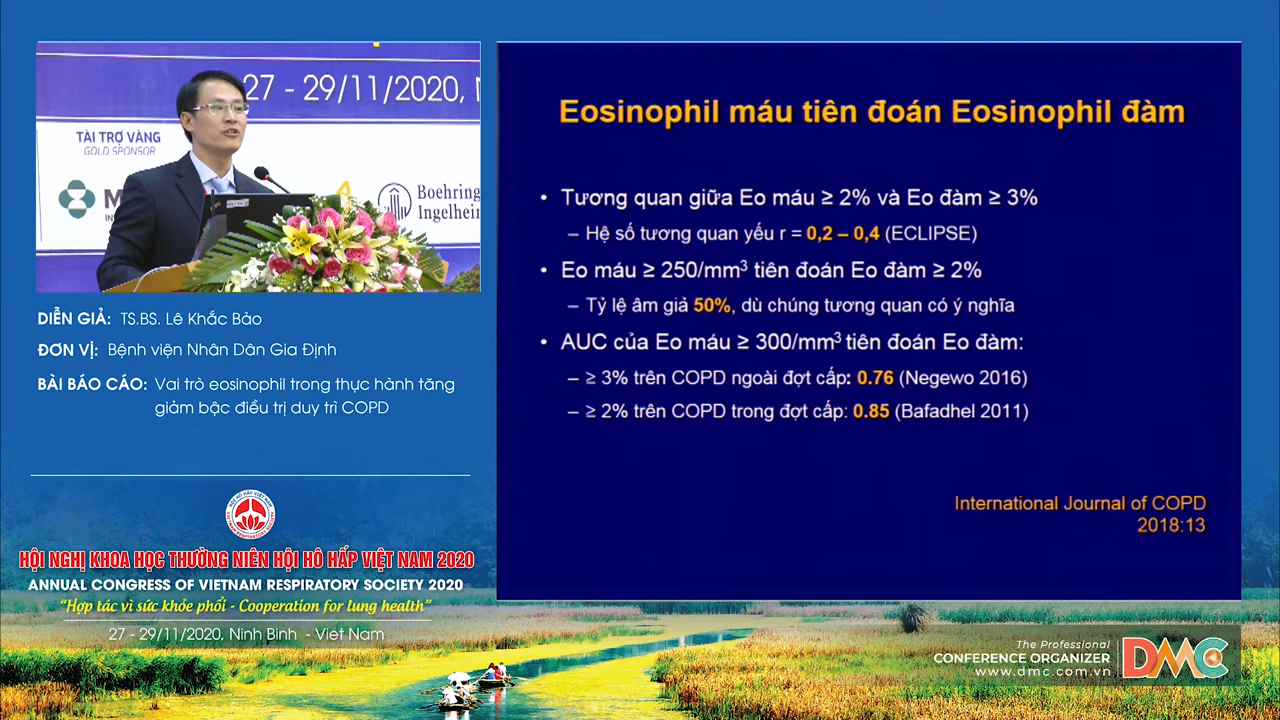 27 - 29/11/2020,
TÀI TRỢ VÀNG
GOLD SPONSOR
Boehring
Ingelheim
DIỄN GIẢ: TS.BS. Lê Khắc Bảo
ĐƠN VỊ: Bệnh viện Nhân Dân Gia Định
BÀI BÁO CÁO: Vai trò eosinophil trong thực hành tăng
giảm bậc điều trị duy trì COPD
HỘI NGHỊ KHOA HỌC THƯỜNG NIÊN HỘI HÔ HẤP VIỆT NAM 2020
ANNUAL CONGRESS OF VIETNAM RESPIRATORY SOCIETY 2020
“Hợp tác vì sức khỏe phổi - Cooperation for lung health”
27 - 29/11/2020, Ninh Bình - Viet Nam
Eosinophil máu tiên đoán Eosinophil đàm
• Tương quan giữa Eo máu ≥ 2% và Eo đàm ≥ 3%
– Hệ số tương quan yếu r = 0,2 – 0,4 (ECLIPSE)
• Eo máu ≥ 250/mm³ tiên đoán Eo đàm ≥ 2%
– Tỷ lệ âm giả 50%, dù chúng tương quan có ý nghĩa
• AUC của Eo máu ≥ 300/mm³ tiên đoán Eo đàm:
– ≥ 3% trên COPD ngoài đợt cấp: 0.76 (Negewo 2016)
– ≥ 2% trên COPD trong đợt cấp: 0.85 (Bafadhel 2011)
International Journal of COPD
2018:13
The Professional
CONFERENCE ORGANIZER
www.dmc.com.vn
DMC